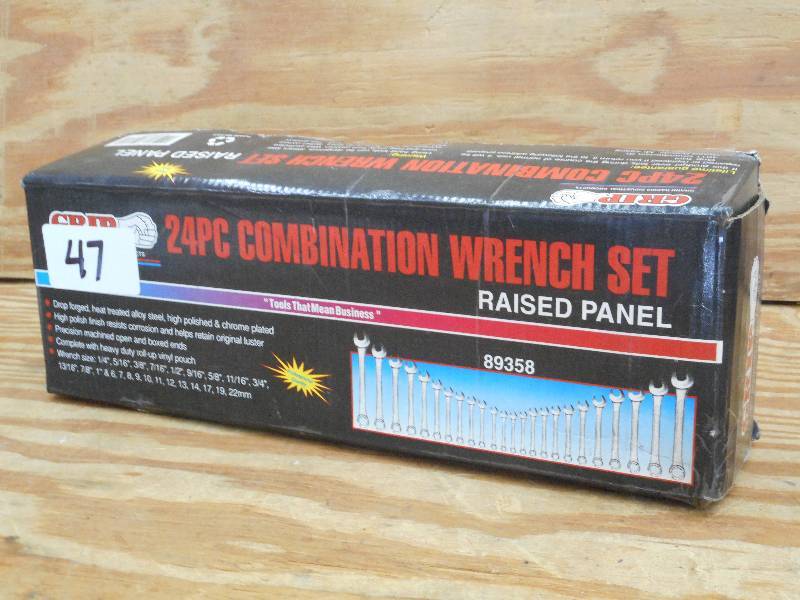 RAISED PANEL
24PC COMBINATION WRENCH SET
GRIP
GRIP
47
24PC COMBINATION WRENCH SET
RAISED PANEL
"Tools That Mean Business"
89358
Drop forged, heat treated alloy steel, high polished & chrome plated
High polish finish resists corrosion and helps retain original luster
Precision machined open and boxed ends
Complete with heavy duty roll-up vinyl pouch
Wrench size: 1/4", 5/16", 3/8", 7/16", 1/2", 9/16", 5/8", 11/16", 3/4",
13/16", 7/8", 1" & 6, 7, 8, 9, 10, 11, 12, 13, 14, 17, 19, 22mm